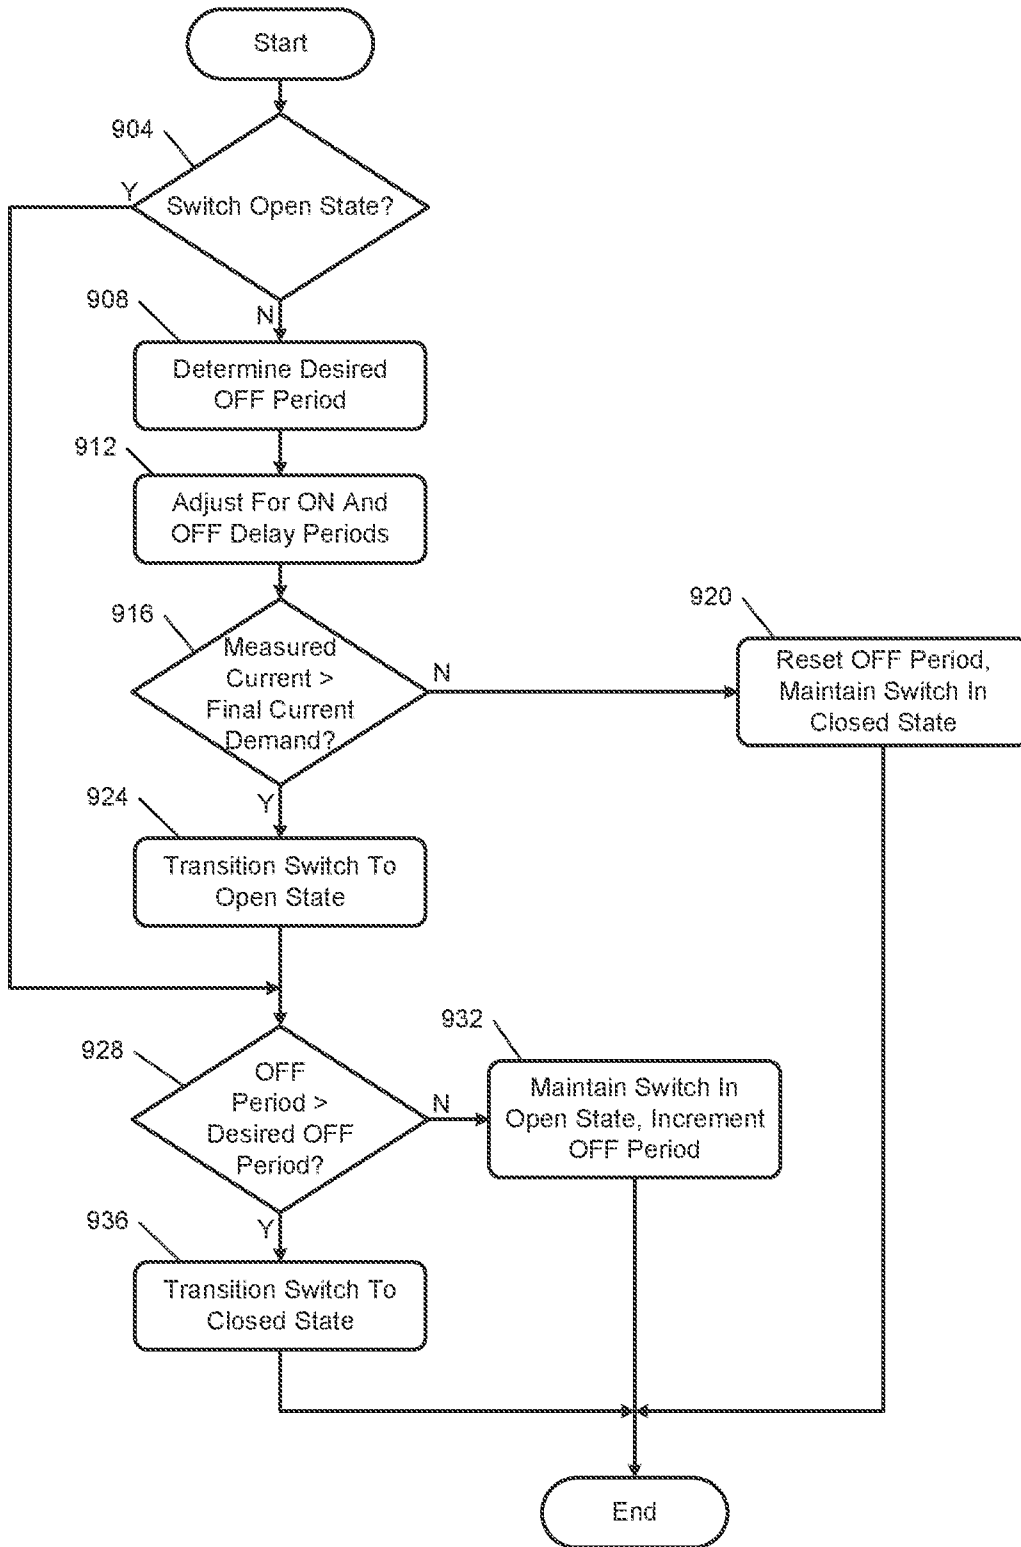 Start
904
Y
Switch Open State?
908
N
Determine Desired
OFF Period
912
Adjust For ON And
OFF Delay Periods
916
Measured
Current >
Final Current
Demand?
N
920
Reset OFF Period,
Maintain Switch In
Closed State
924
Y
Transition Switch To
Open State
928
OFF
Period >
Desired OFF
Period?
N
932
Maintain Switch In
Open State, Increment
OFF Period
936
Y
Transition Switch To
Closed State
End